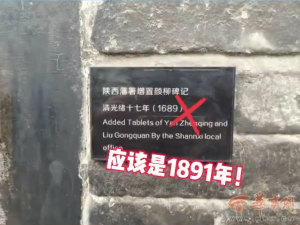 陕西藩署增置颜柳碑记
清光绪十七年（1689）
Added Tablets of Yan Zhenqing and
Liu Gongquan By the Shannxi local
office
应该是1891年！